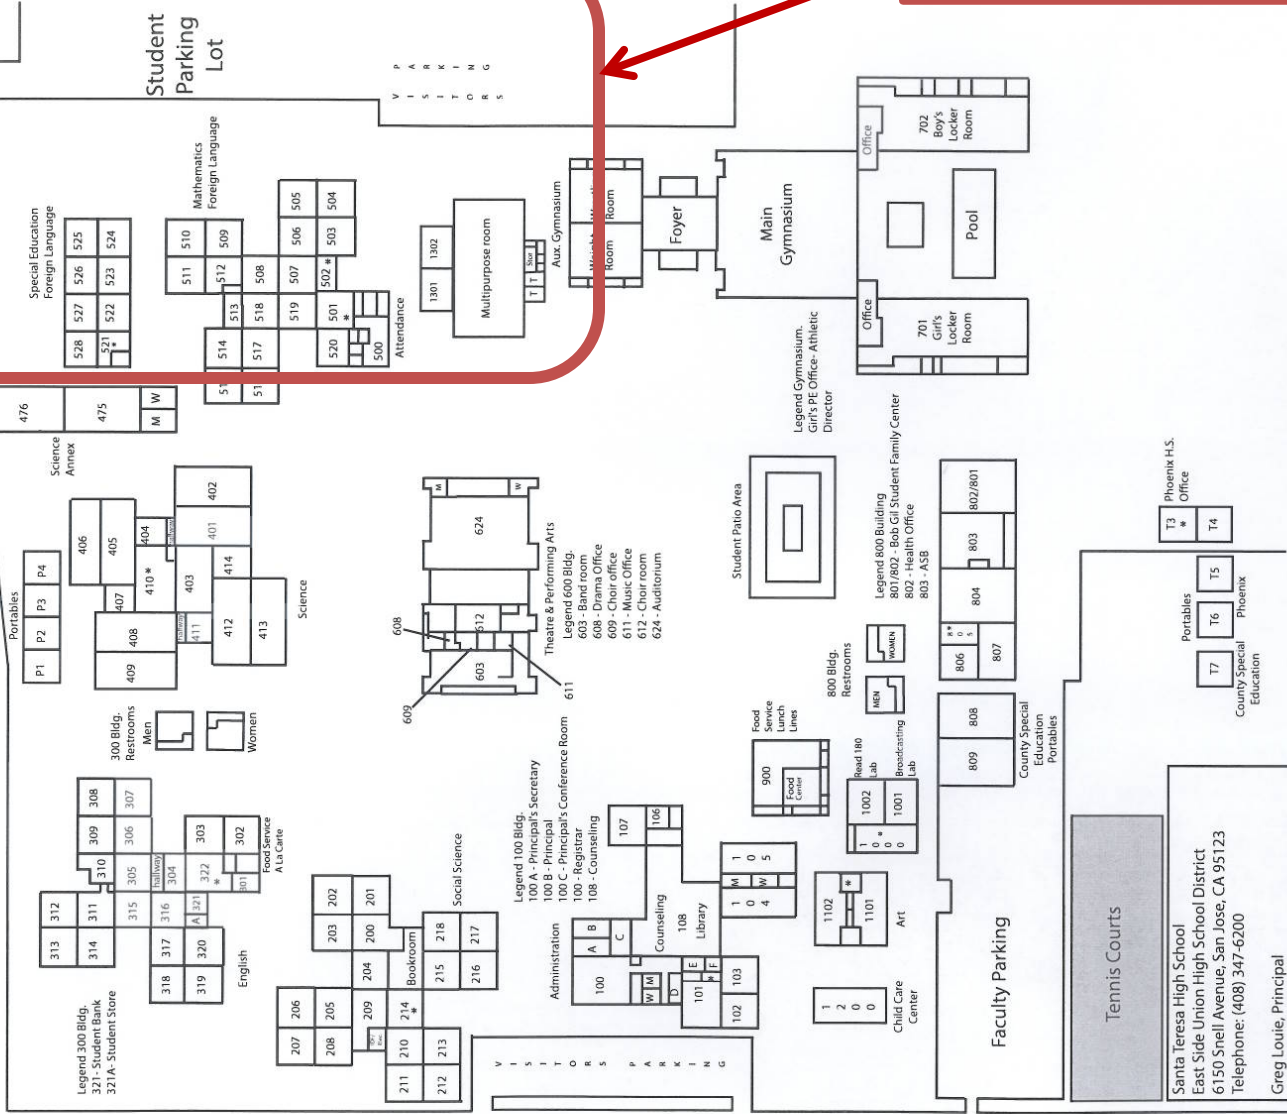 Student
Parking
Lot
VISITORS
PARKING
Special Education
Foreign Language
525
524
526
523
527
522
528
521
*
Mathematics
Foreign Language
510
509
511
512
505
504
506
503
508
507
502 *
513
518
519
501
*
514
517
520
500
Attendance
1302
1301
Multipurpose room
Stor
T
T
Aux. Gymnasium
Room
Room
Foyer
Main
Gymnasium
Office
702
Boy's
Locker
Room
Pool
Office
701
Girl's
Locker
Room
Legend Gymnasium.
Girl's PE Office- Athletic
Director
476
475
W
M
Science
Annex
Portables
P4
P3
P2
P1
406
405
404
hallway
402
401
410 *
403
414
407
408
hallway
411
412
413
409
Science
300 Bldg.
Restrooms
Men
Women
M
W
624
612
603
608
609
611
Theatre & Performing Arts
Legend 600 Bldg.
603 - Band room
608 - Drama Office
609 - Choir office
611 - Music Office
612 - Choir room
624 - Auditorium
Student Patio Area
Legend 800 Building
801/802 - Bob Gil Student Family Center
802 - Health Office
803 - ASB
802/801
803
804
806
807
808
809
County Special
Education
Portables
800 Bldg.
Restrooms
WOMEN
MEN
Phoenix H.S.
Office
T3
*
T4
Portables
T5
T6
Phoenix
T7
County Special
Education
308
307
309
306
310
305
hallway
304
303
302
322
*
301
Food Service
A La Carte
312
311
315
316
321
A
313
314
317
320
318
319
English
Legend 300 Bldg.
321 - Student Bank
321A- Student Store
202
201
203
200
204
Bookroom
218
217
215
216
Social Science
206
205
209
214
*
207
208
210
213
211
212
Legend 100 Bldg.
100 A - Principal's Secretary
100 B - Principal
100 C - Principal's Conference Room
100 - Registrar
108 - Counseling
Administration
B
A
C
100
107
106
Counseling
108
Library
M
W
D
E
F
*
101
103
102
105
M
W
104
VISITORS
PARKING
Food
Service
Lunch
Lines
900
Food
Center
Read 180
Lab
Broadcasting
Lab
1002
1001
1000
*
1102
*
1101
Art
1200
Child Care
Center
Faculty Parking
Tennis Courts
Santa Teresa High School
East Side Union High School District
6150 Snell Avenue, San Jose, CA 95123
Telephone: (408) 347-6200
Greg Louie, Principal